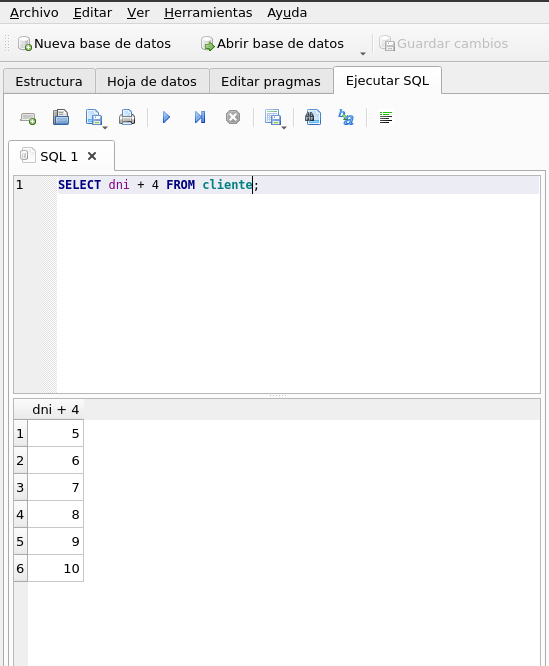 Archivo Editar Ver Herramientas Ayuda
Nueva base de datos Abrir base de datos Guardar cambios
Estructura Hoja de datos Editar pragmas Ejecutar SQL
SQL 1
1 SELECT dni + 4 FROM cliente;
dni + 4
1 5
2 6
3 7
4 8
5 9
6 10